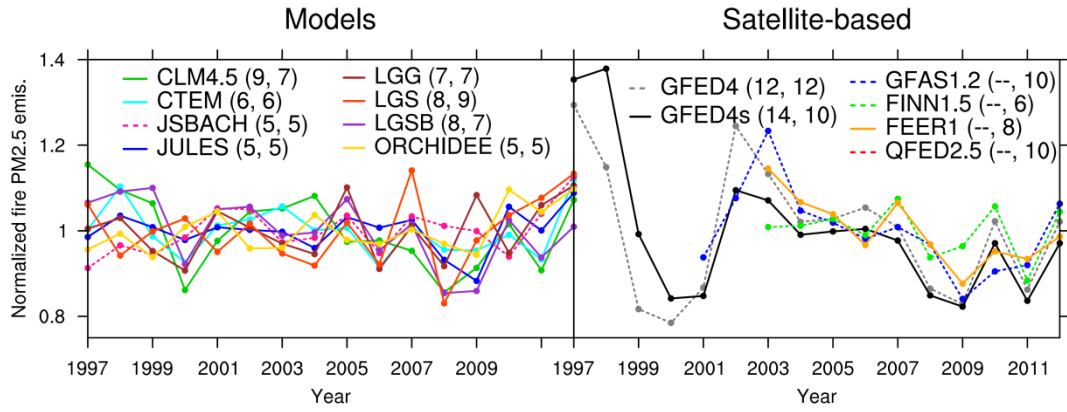 Models
Satellite-based
Normalized fire PM2.5 emis.
1.4
1.2
1
0.8
CLM4.5 (9, 7)
CTEM (6, 6)
JSBACH (5, 5)
JULES (5, 5)
LGG (7, 7)
LGS (8, 9)
LGSB (8, 7)
ORCHIDEE (5, 5)
GFED4 (12, 12)
GFED4s (14, 10)
GFAS1.2 (--, 10)
FINN1.5 (--, 6)
FEER1 (--, 8)
QFED2.5 (--, 10)
1997 1999 2001 2003 2005 2007 2009 1997 1999 2001 2003 2005 2007 2009 2011
Year Year